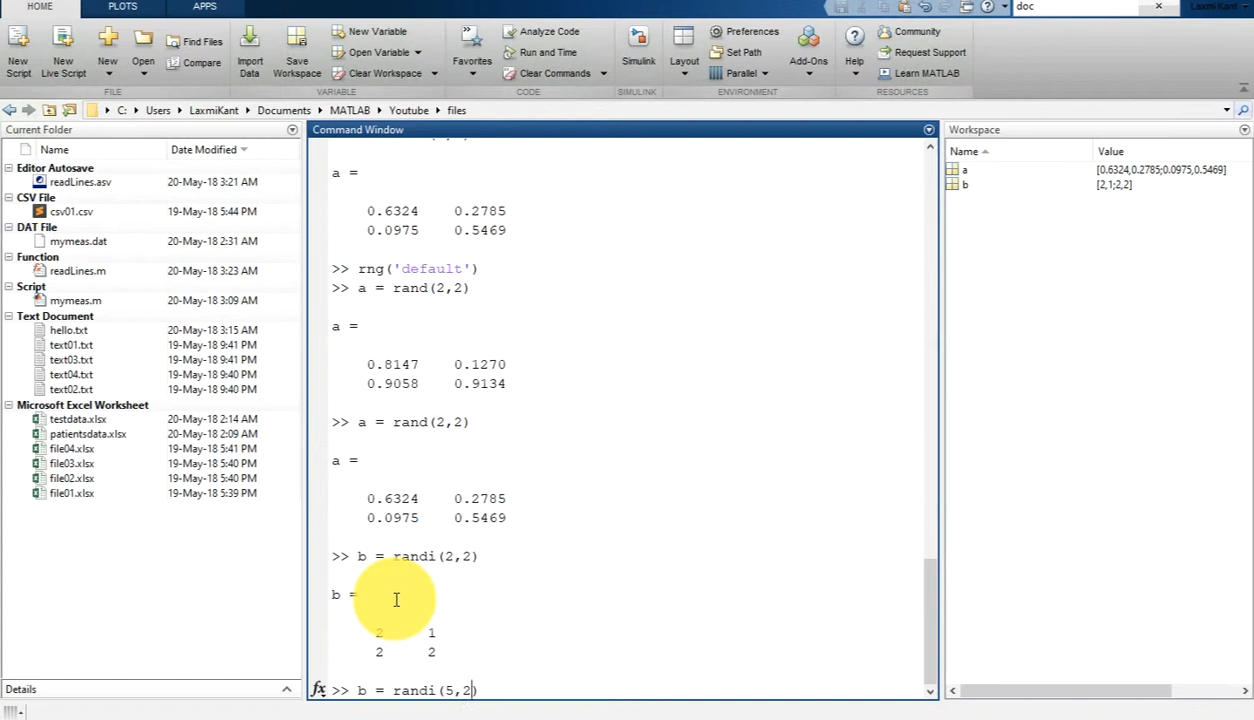 HOME PLOTS APPS doc Laxmi Kant
New Script
New Live Script
New
Open
Find Files
Compare
Import Data
Save Workspace
New Variable
Open Variable
Clear Workspace
Favorites
Analyze Code
Run and Time
Clear Commands
Simulink
Layout
Preferences
Set Path
Parallel
Add-Ons
Help
Community
Request Support
Learn MATLAB
FILE VARIABLE CODE SIMULINK ENVIRONMENT RESOURCES
C: Users LaxmiKant Documents MATLAB Youtube files
Current Folder
Name Date Modified
Editor Autosave
readLines.asv 20-May-18 3:21 AM
CSV File
csv01.csv 19-May-18 5:44 PM
DAT File
mymeas.dat 20-May-18 2:31 AM
Function
readLines.m 20-May-18 3:23 AM
Script
mymeas.m 20-May-18 3:09 AM
Text Document
hello.txt 20-May-18 3:15 AM
text01.txt 19-May-18 9:41 PM
text03.txt 19-May-18 9:41 PM
text04.txt 19-May-18 9:40 PM
text02.txt 19-May-18 9:40 PM
Microsoft Excel Worksheet
testdata.xlsx 20-May-18 2:14 AM
patientsdata.xlsx 20-May-18 2:09 AM
file04.xlsx 19-May-18 5:41 PM
file03.xlsx 19-May-18 5:40 PM
file02.xlsx 19-May-18 5:40 PM
file01.xlsx 19-May-18 5:39 PM
Details
Command Window
a =
0.6324 0.2785
0.0975 0.5469
>> rng('default')
>> a = rand(2,2)
a =
0.8147 0.1270
0.9058 0.9134
>> a = rand(2,2)
a =
0.6324 0.2785
0.0975 0.5469
>> b = randi(2,2)
b =
2 1
2 2
fx >> b = randi(5,2)
Workspace
Name Value
a [0.6324,0.2785;0.0975,0.5469]
b [2,1;2,2]